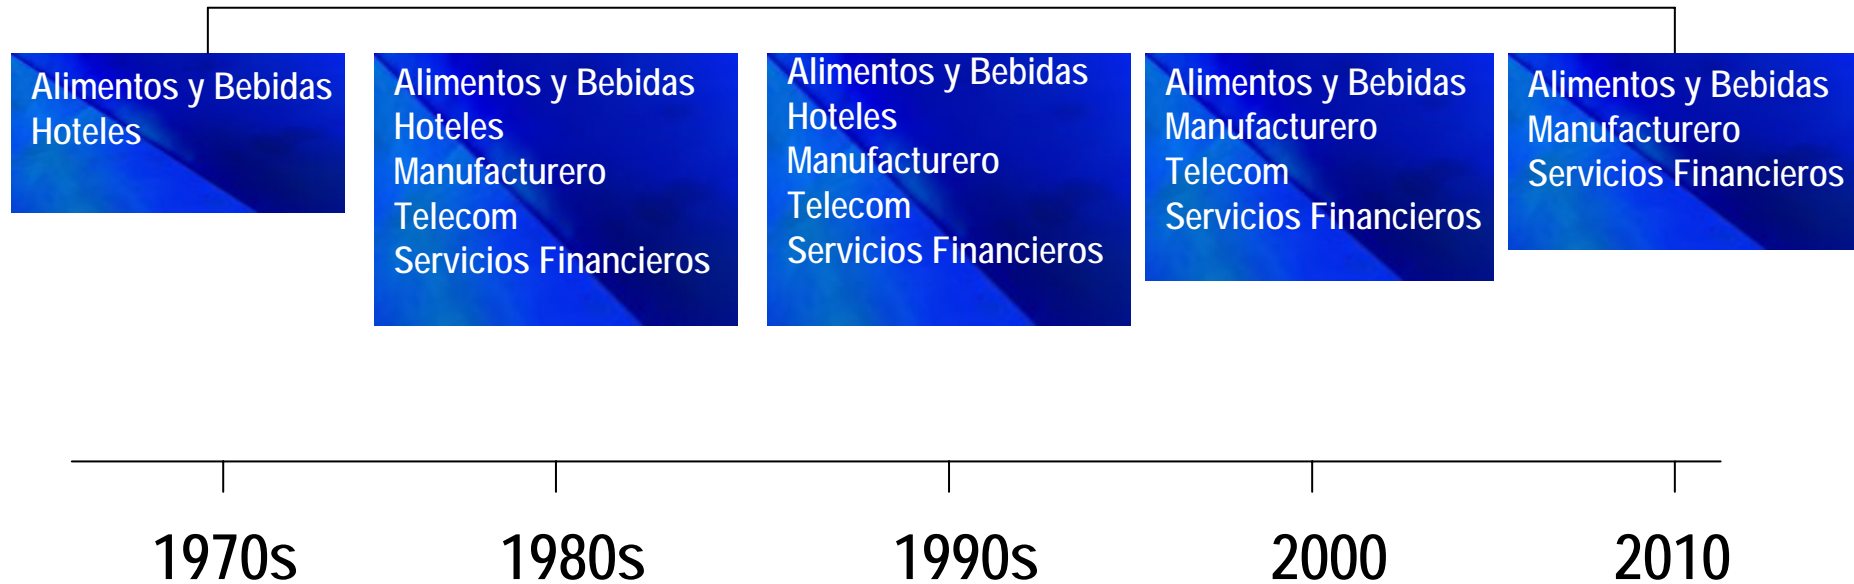 Alimentos y Bebidas
Hoteles
Alimentos y Bebidas
Hoteles
Manufacturero
Telecom
Servicios Financieros
Alimentos y Bebidas
Hoteles
Manufacturero
Telecom
Servicios Financieros
Alimentos y Bebidas
Manufacturero
Telecom
Servicios Financieros
Alimentos y Bebidas
Manufacturero
Servicios Financieros
1970s
1980s
1990s
2000
2010